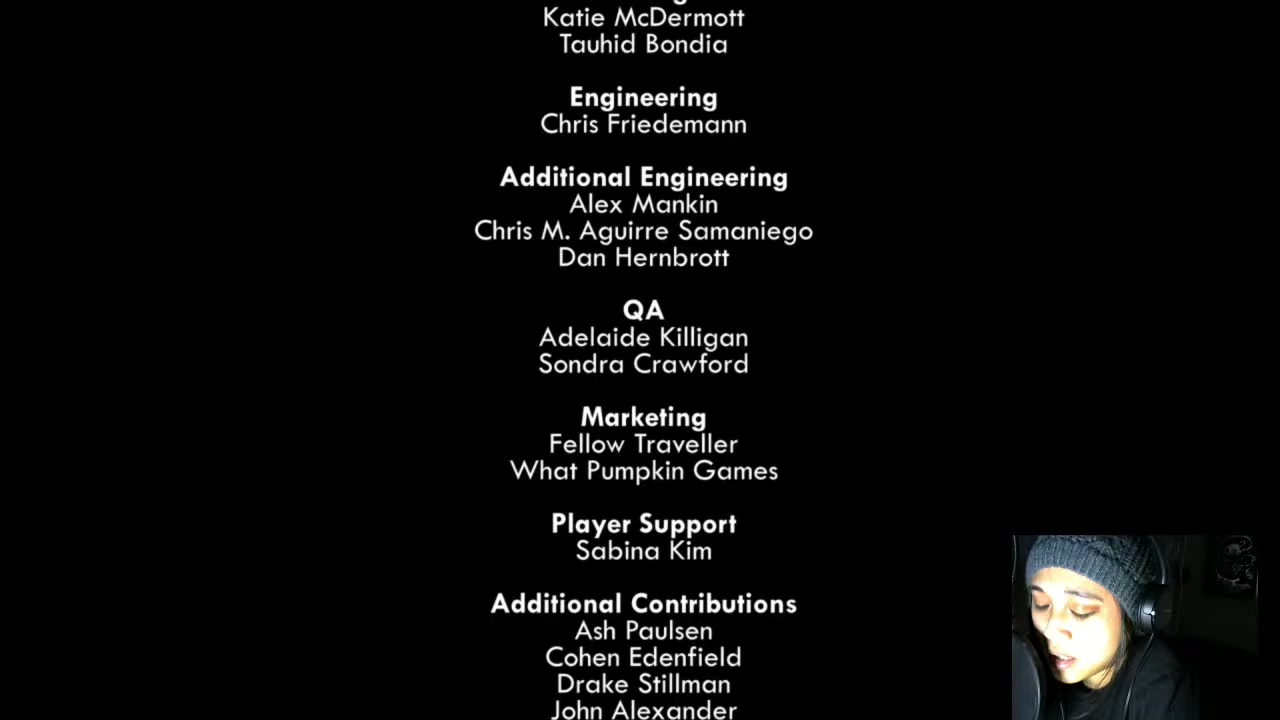 Katie McDermott
Tauhid Bondia
Engineering
Chris Friedemann
Additional Engineering
Alex Mankin
Chris M. Aguirre Samaniego
Dan Hernbrott
QA
Adelaide Killigan
Sondra Crawford
Marketing
Fellow Traveller
What Pumpkin Games
Player Support
Sabina Kim
Additional Contributions
Ash Paulsen
Cohen Edenfield
Drake Stillman
John Alexander